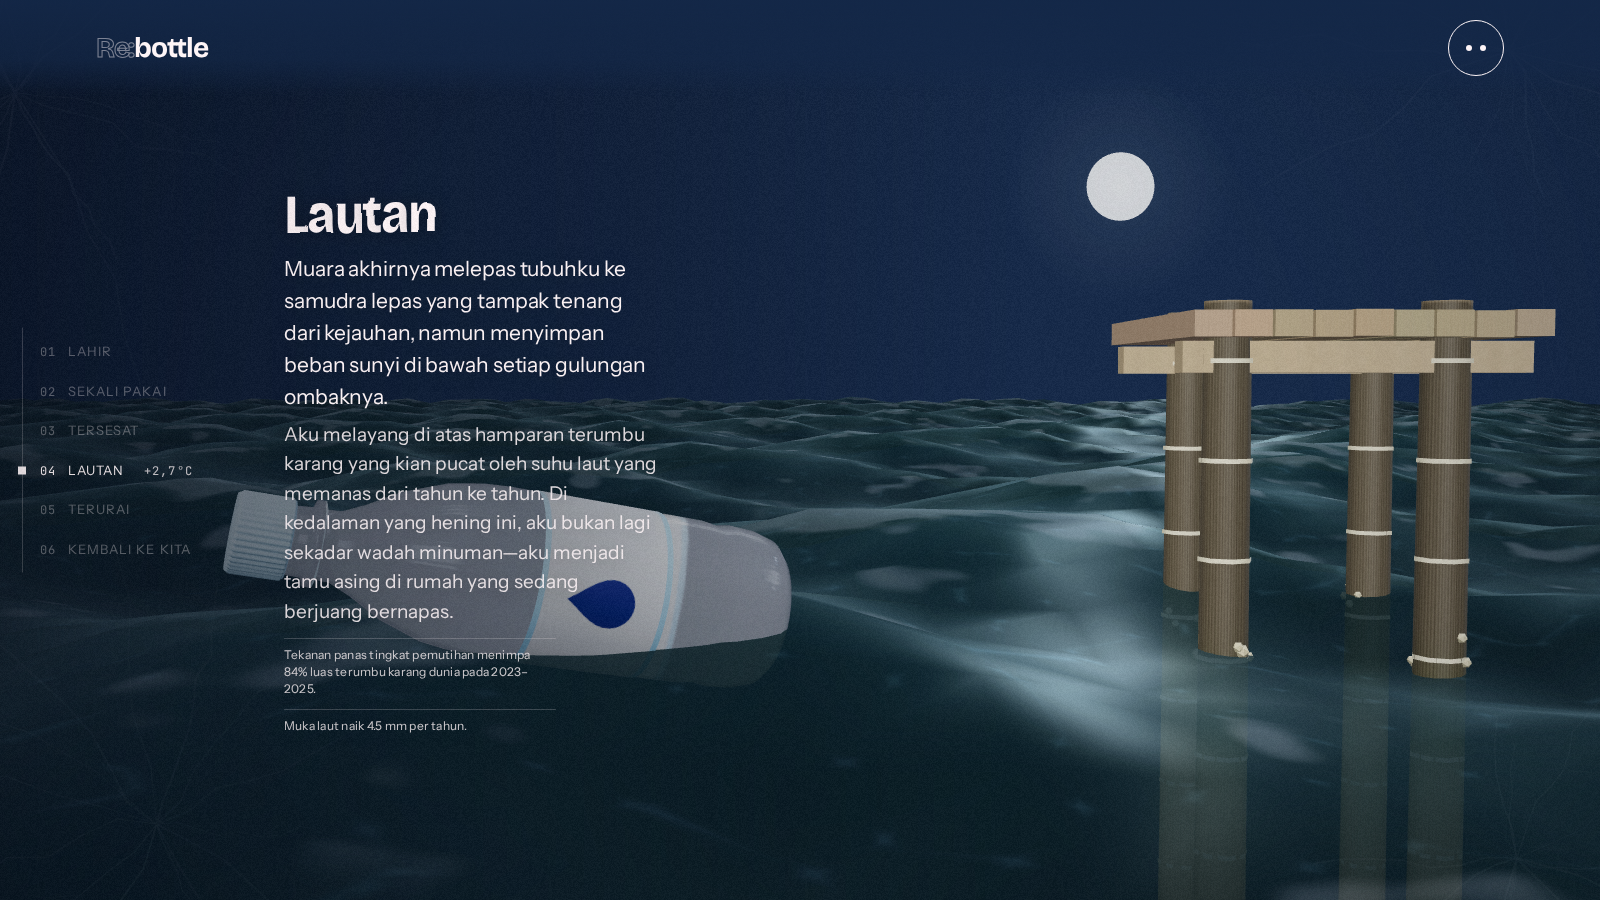 Re:bottle
Lautan
Muara akhirnya melepas tubuhku ke
samudra lepas yang tampak tenang
dari kejauhan, namun menyimpan
beban sunyi di bawah setiap gulungan
ombaknya.
Aku melayang di atas hamparan terumbu
karang yang kian pucat oleh suhu laut yang
memanas dari tahun ke tahun. Di
kedalaman yang hening ini, aku bukan lagi
sekadar wadah minuman—aku menjadi
tamu asing di rumah yang sedang
berjuang bernapas.
Tekanan panas tingkat pemutihan menimpa
84% luas terumbu karang dunia pada 2023–
2025.
Muka laut naik 4.5 mm per tahun.
01 LAHIR
02 SEKALI PAKAI
03 TERSESAT
04 LAUTAN +2,7°C
05 TERURAI
06 KEMBALI KE KITA